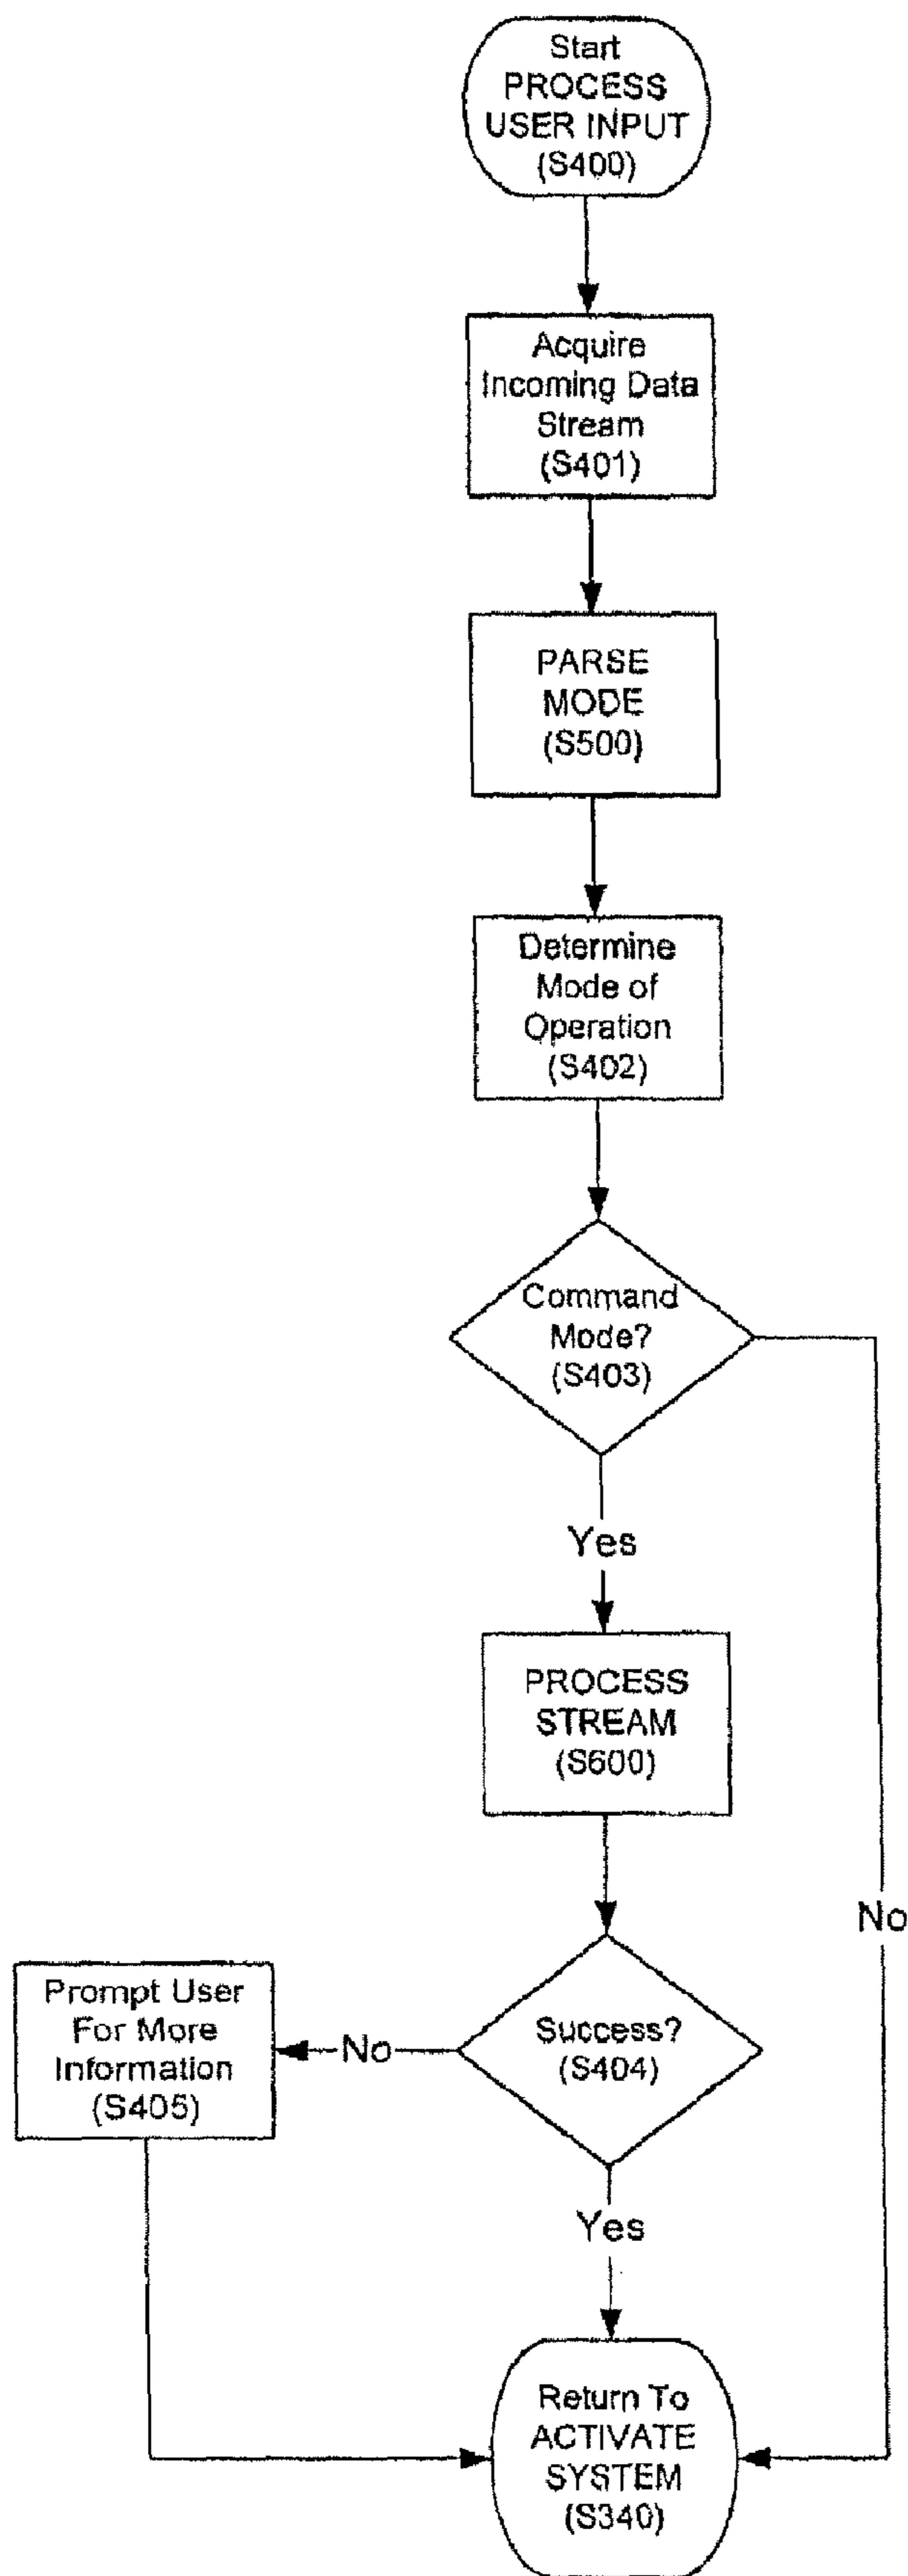 Start
PROCESS
USER INPUT
(S400)
Acquire
Incoming Data
Stream
(S401)
PARSE
MODE
(S500)
Determine
Mode of
Operation
(S402)
Command
Mode?
(S403)
Yes
PROCESS
STREAM
(S600)
No
Success?
(S404)
No
Prompt User
For More
Information
(S405)
Yes
Return To
ACTIVATE
SYSTEM
(S340)